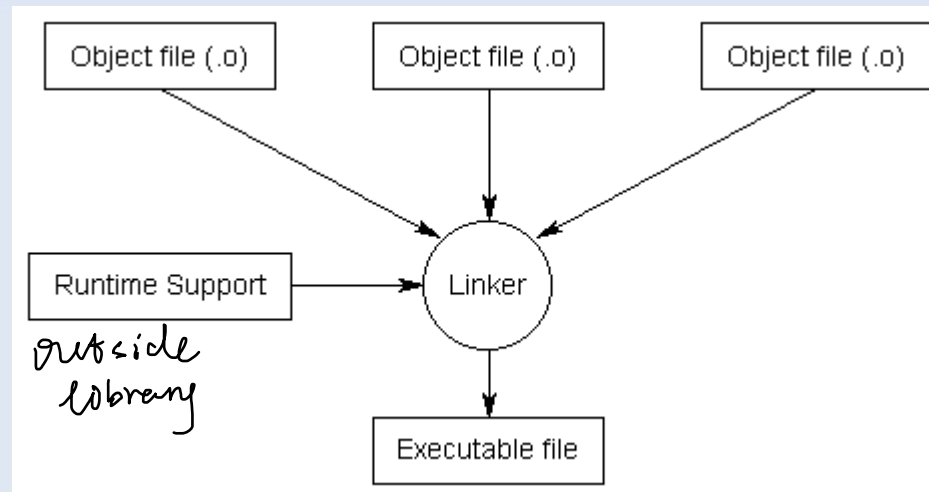 Object file (.o) Object file (.o) Object file (.o)
Runtime Support Linker
outside
library
Executable file